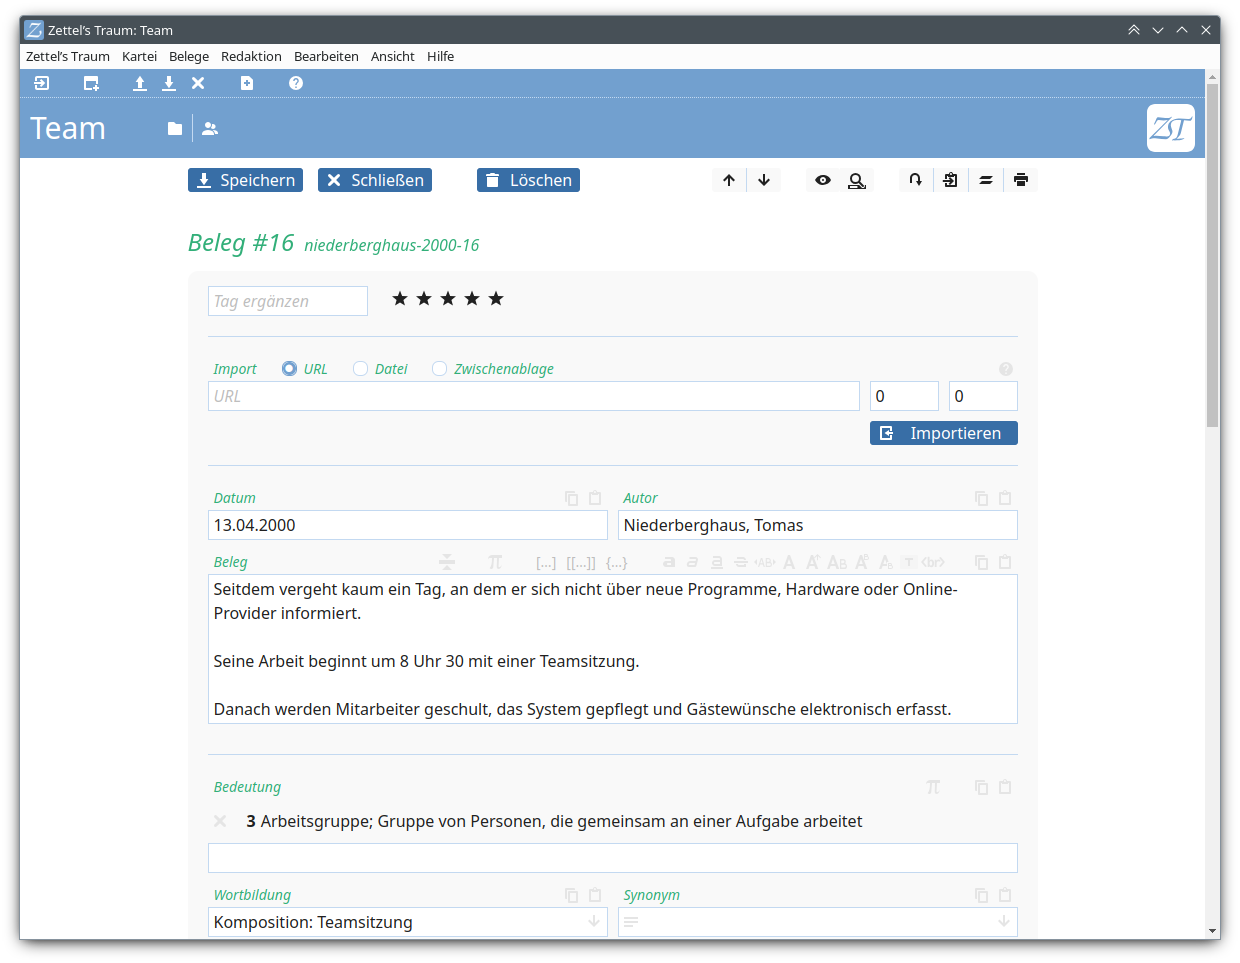 Zettel’s Traum: Team
Zettel’s Traum Kartei Belege Redaktion Bearbeiten Ansicht Hilfe
Team
ZT
Speichern Schließen Löschen
Beleg #16 niederberghaus-2000-16
Tag ergänzen
Import URL Datei Zwischenablage
URL 0 0
Importieren
Datum Autor
13.04.2000 Niederberghaus, Tomas
Beleg π [...] [[...]] {...} a a a a ‹AB› A A+ AB A T <br>
Seitdem vergeht kaum ein Tag, an dem er sich nicht über neue Programme, Hardware oder Online-
Provider informiert.
Seine Arbeit beginnt um 8 Uhr 30 mit einer Teamsitzung.
Danach werden Mitarbeiter geschult, das System gepflegt und Gästewünsche elektronisch erfasst.
Bedeutung π
3 Arbeitsgruppe; Gruppe von Personen, die gemeinsam an einer Aufgabe arbeitet
Wortbildung Synonym
Komposition: Teamsitzung